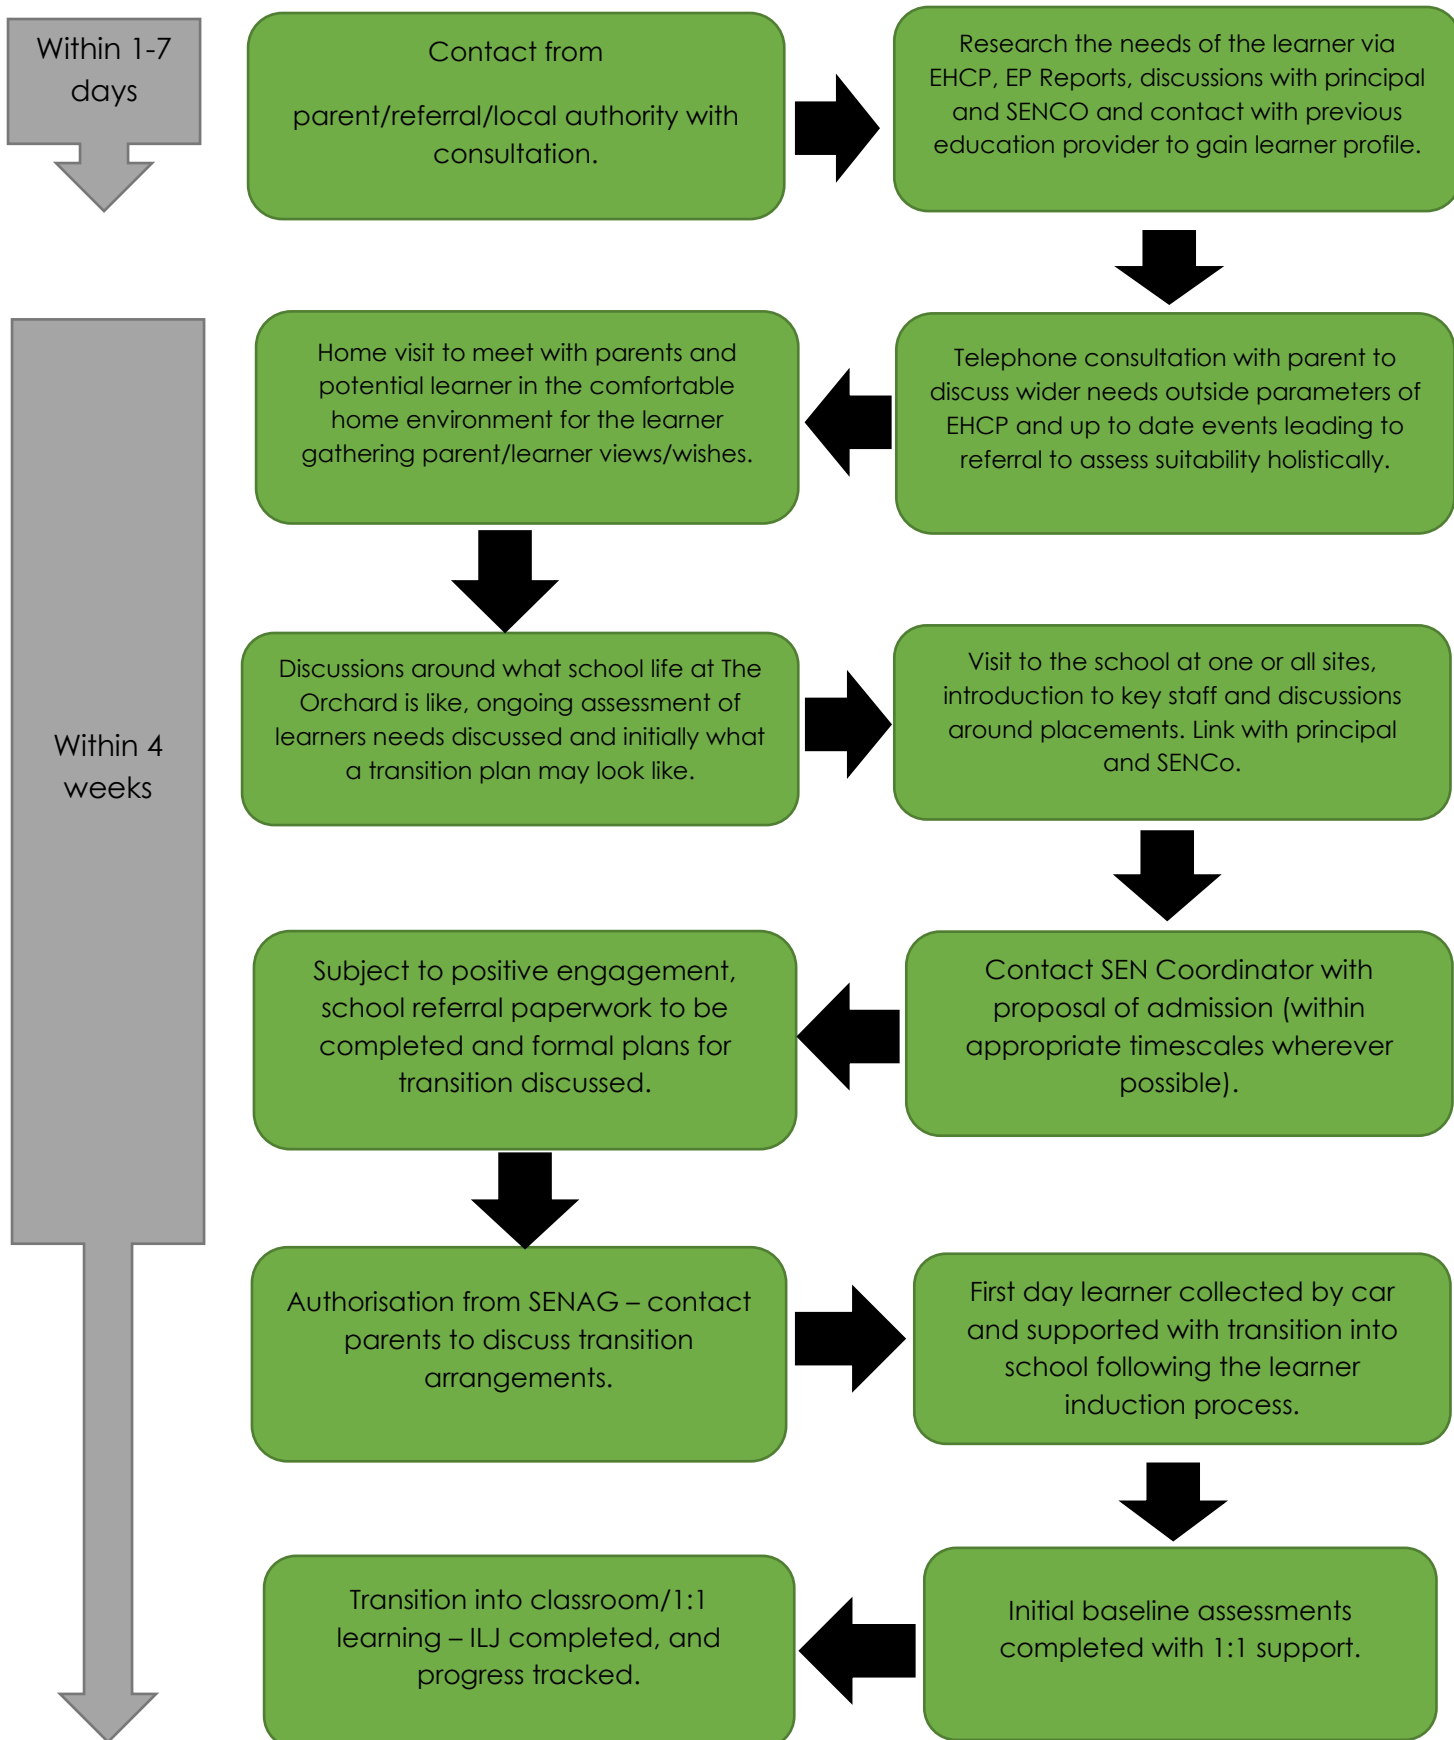 Within 1-7
days
Contact from
parent/referral/local authority with
consultation.
Research the needs of the learner via
EHCP, EP Reports, discussions with principal
and SENCO and contact with previous
education provider to gain learner profile.
Telephone consultation with parent to
discuss wider needs outside parameters of
EHCP and up to date events leading to
referral to assess suitability holistically.
Home visit to meet with parents and
potential learner in the comfortable
home environment for the learner
gathering parent/learner views/wishes.
Within 4
weeks
Discussions around what school life at The
Orchard is like, ongoing assessment of
learners needs discussed and initially what
a transition plan may look like.
Visit to the school at one or all sites,
introduction to key staff and discussions
around placements. Link with principal
and SENCo.
Contact SEN Coordinator with
proposal of admission (within
appropriate timescales wherever
possible).
Subject to positive engagement,
school referral paperwork to be
completed and formal plans for
transition discussed.
Authorisation from SENAG – contact
parents to discuss transition
arrangements.
First day learner collected by car
and supported with transition into
school following the learner
induction process.
Initial baseline assessments
completed with 1:1 support.
Transition into classroom/1:1
learning – ILJ completed, and
progress tracked.